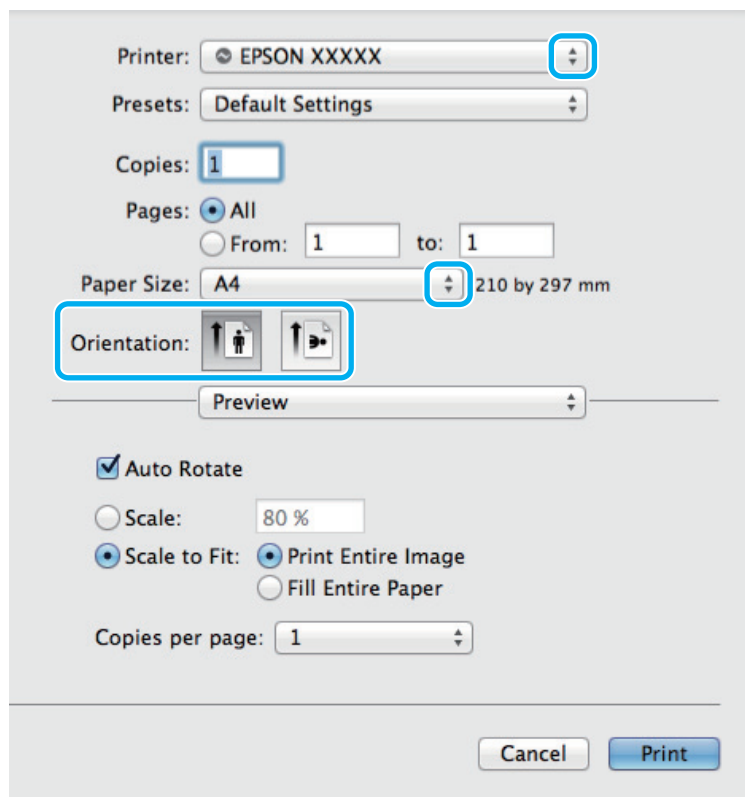 Printer: EPSON XXXXX
Presets: Default Settings
Copies: 1
Pages: All
From: 1 to: 1
Paper Size: A4 210 by 297 mm
Orientation:
Preview
Auto Rotate
Scale: 80 %
Scale to Fit: Print Entire Image
Fill Entire Paper
Copies per page: 1
Cancel Print